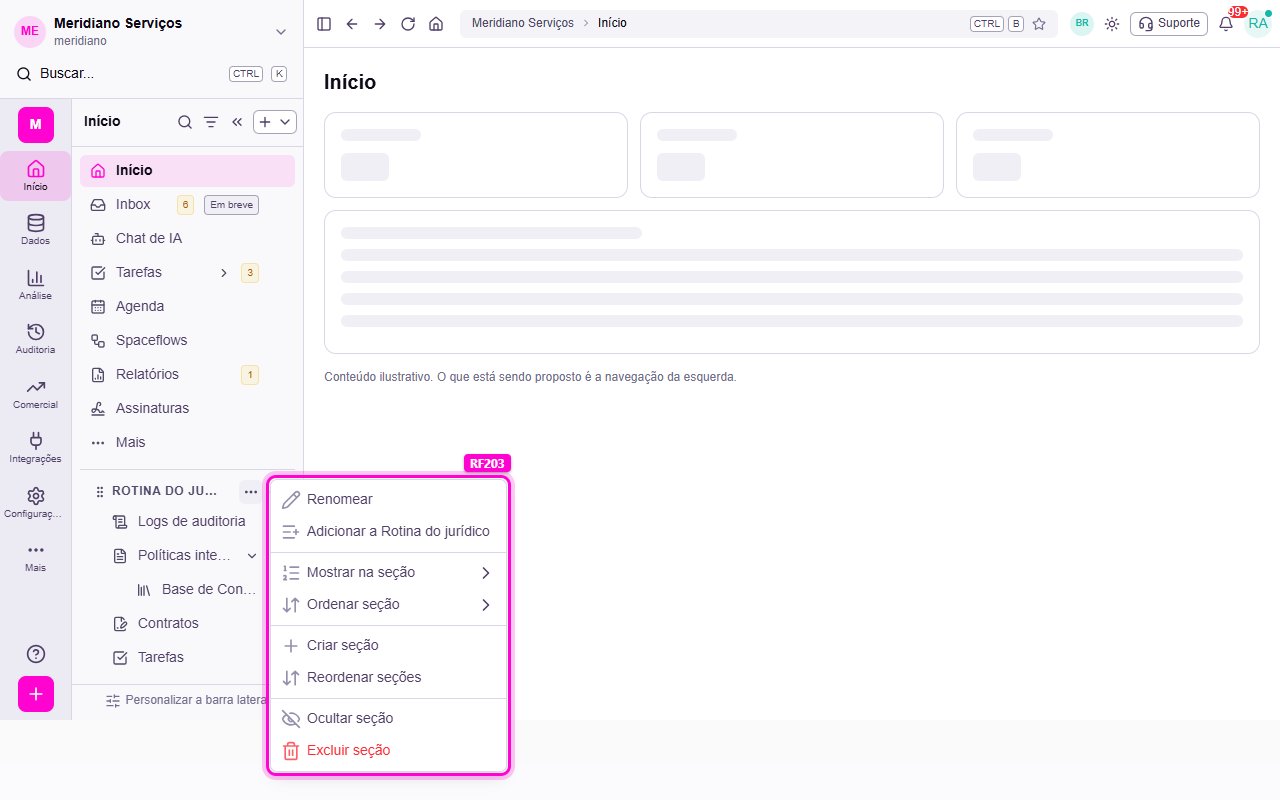 ME
Meridiano Serviços
meridiano
Buscar...
CTRL
K
Meridiano Serviços
Início
CTRL
B
BR
Suporte
99+
RA
M
Início
Dados
Análise
Auditoria
Comercial
Integrações
Configuraç...
Mais
Início
Início
Inbox
6
Em breve
Chat de IA
Tarefas
3
Agenda
Spaceflows
Relatórios
1
Assinaturas
Mais
ROTINA DO JU...
Logs de auditoria
Políticas inte...
Base de Con...
Contratos
Tarefas
Personalizar a barra latera
Início
Conteúdo ilustrativo. O que está sendo proposto é a navegação da esquerda.
RF203
Renomear
Adicionar a Rotina do jurídico
Mostrar na seção
Ordenar seção
Criar seção
Reordenar seções
Ocultar seção
Excluir seção